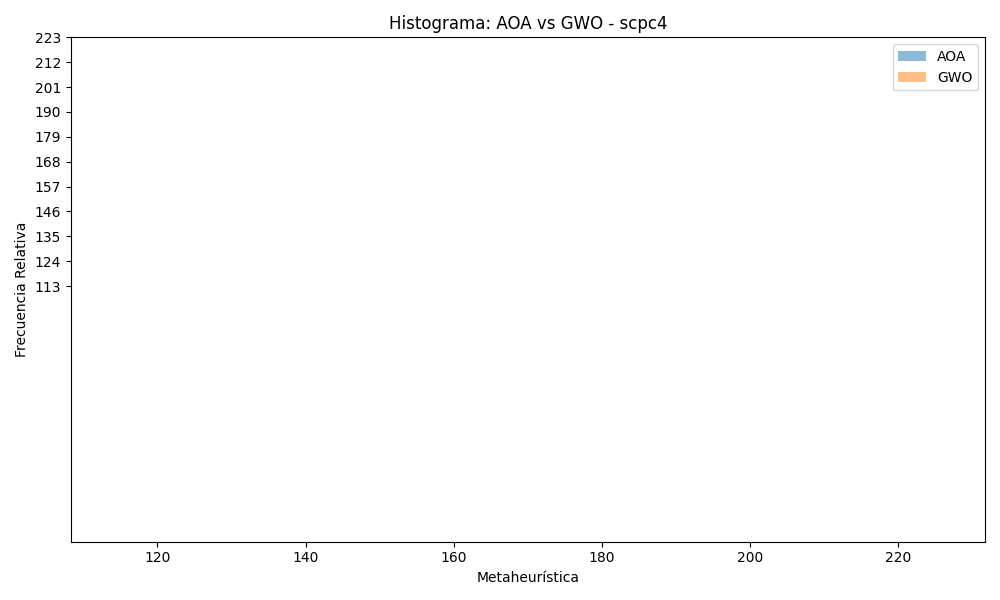 Histograma: AOA vs GWO - scpc4
AOA
GWO
223
212
201
190
179
168
157
146
135
124
113
Frecuencia Relativa
120 140 160 180 200 220
Metaheurística